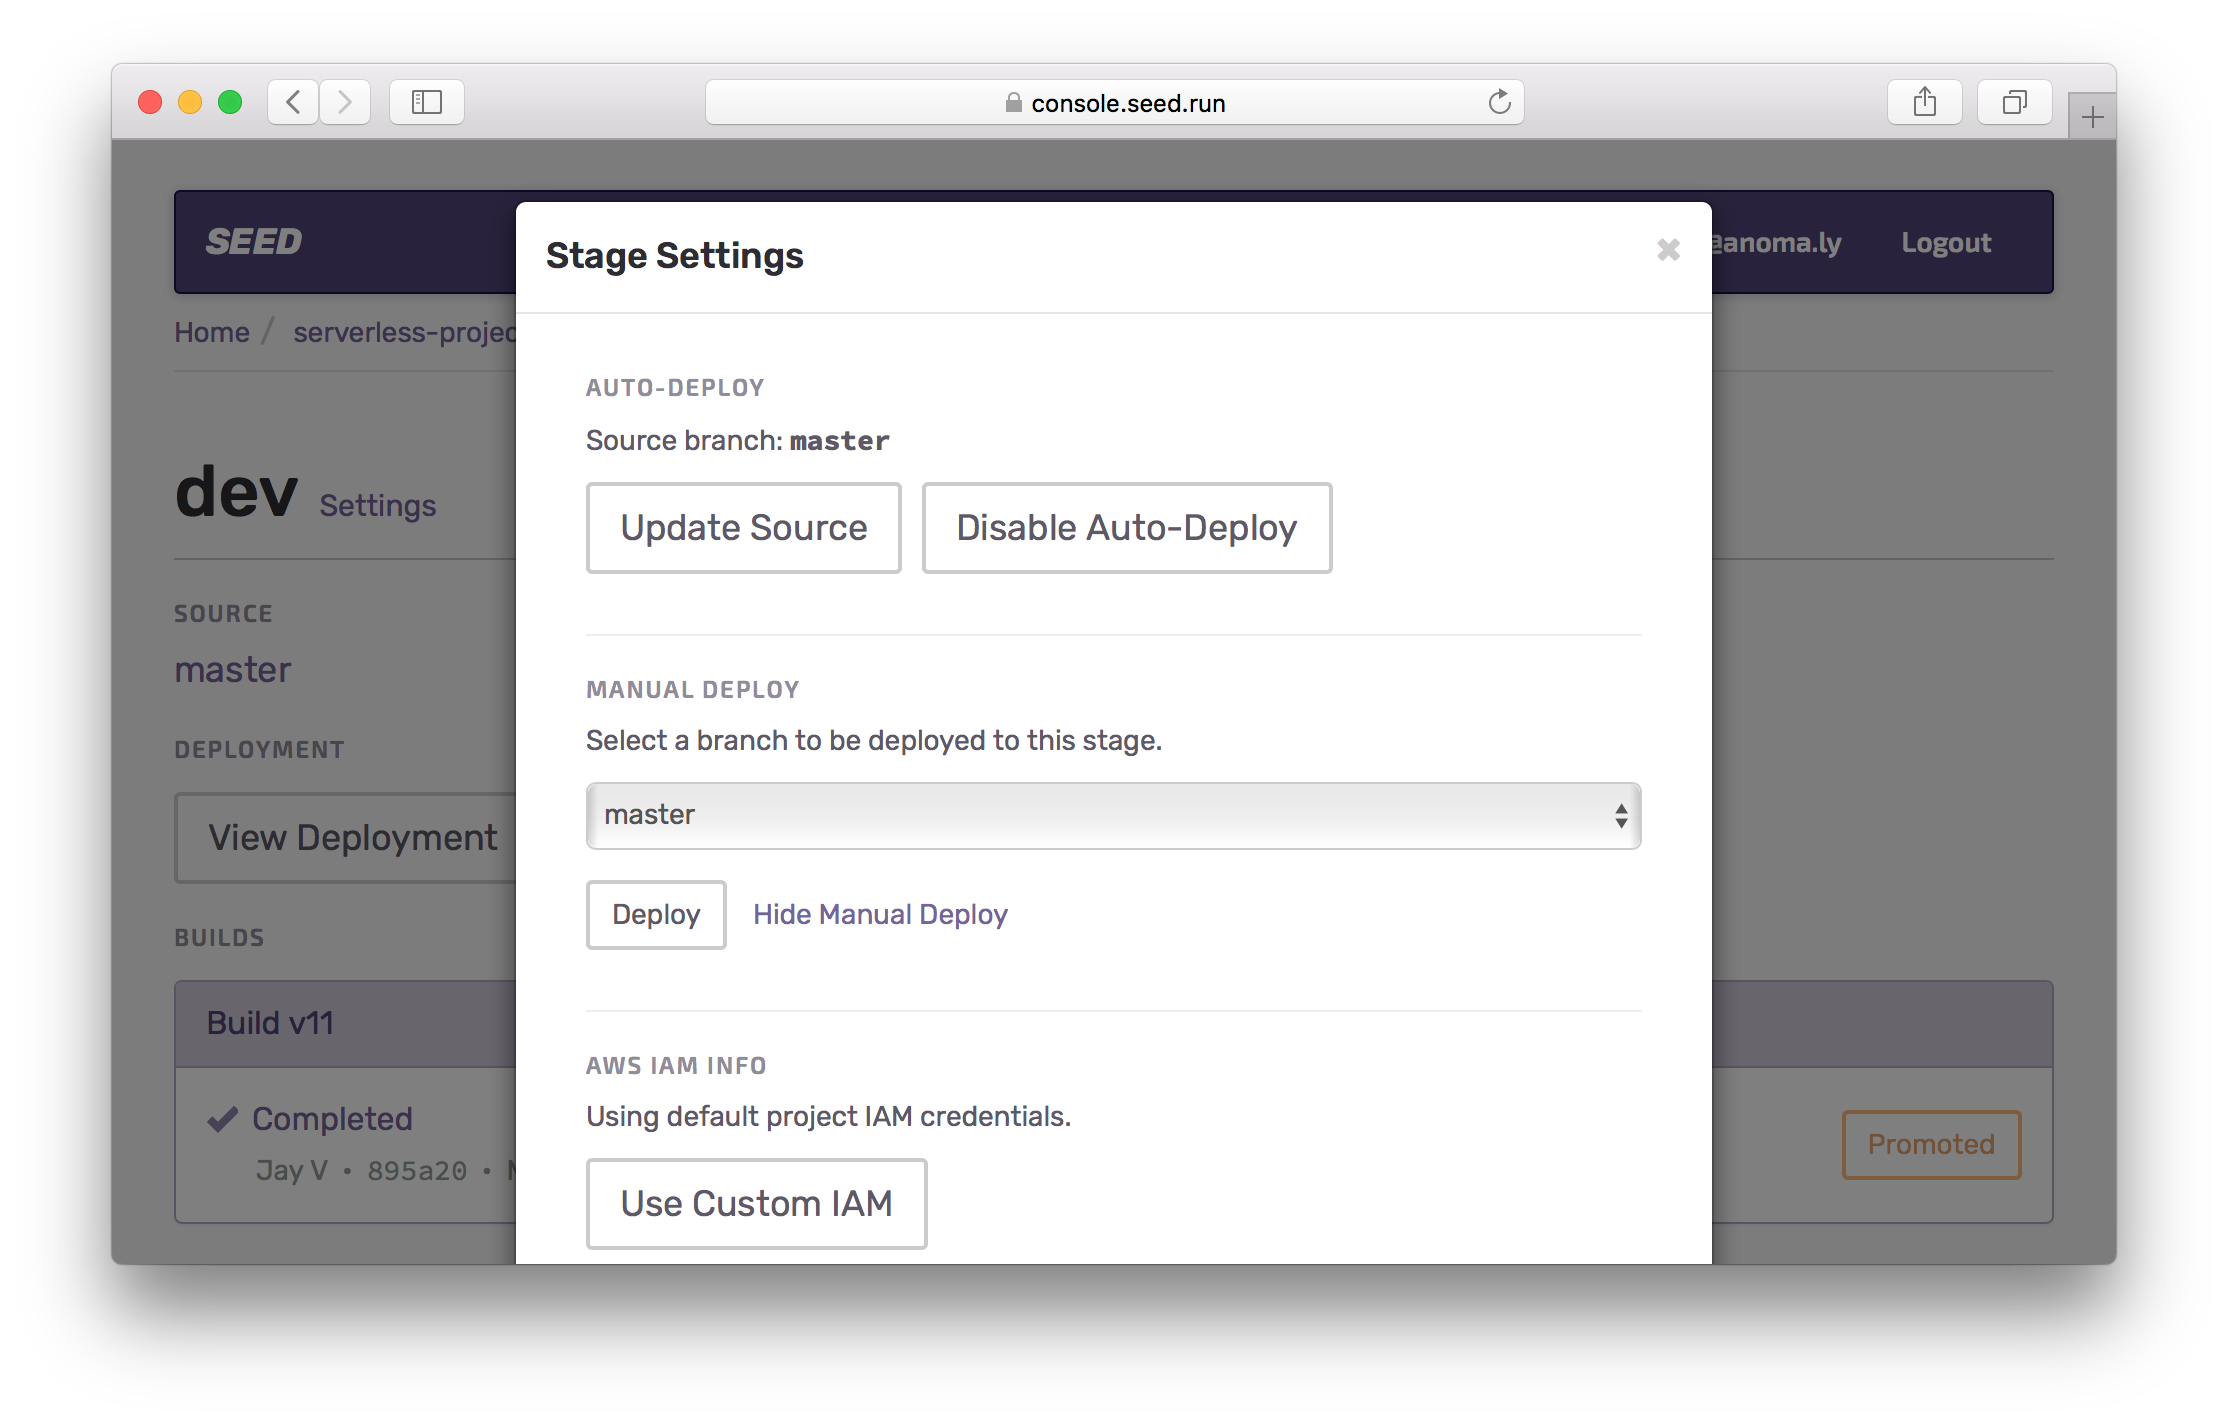 console.seed.run
SEED
Stage Settings
@anoma.ly
Logout
Home / serverless-projec
AUTO-DEPLOY
Source branch: master
dev Settings
Update Source
Disable Auto-Deploy
SOURCE
master
MANUAL DEPLOY
Select a branch to be deployed to this stage.
DEPLOYMENT
master
View Deployment
Deploy
Hide Manual Deploy
BUILDS
Build v11
AWS IAM INFO
Using default project IAM credentials.
Completed
Jay V • 895a20 •
Promoted
Use Custom IAM